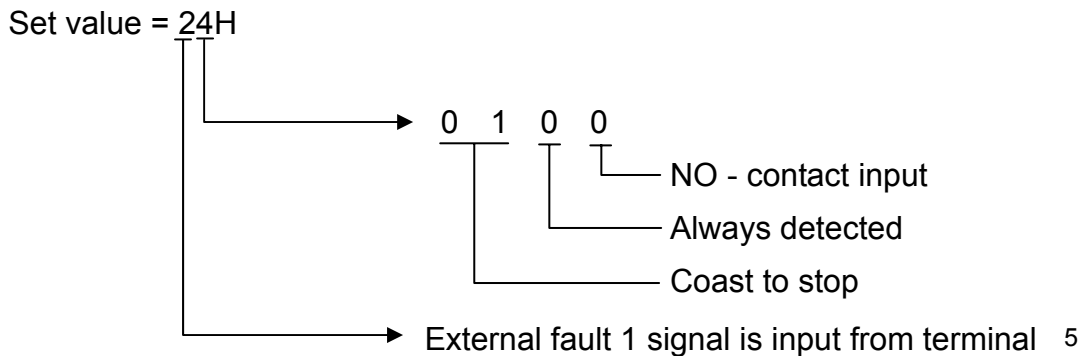 Set value = 24H
0 1 0 0
NO - contact input
Always detected
Coast to stop
External fault 1 signal is input from terminal 5